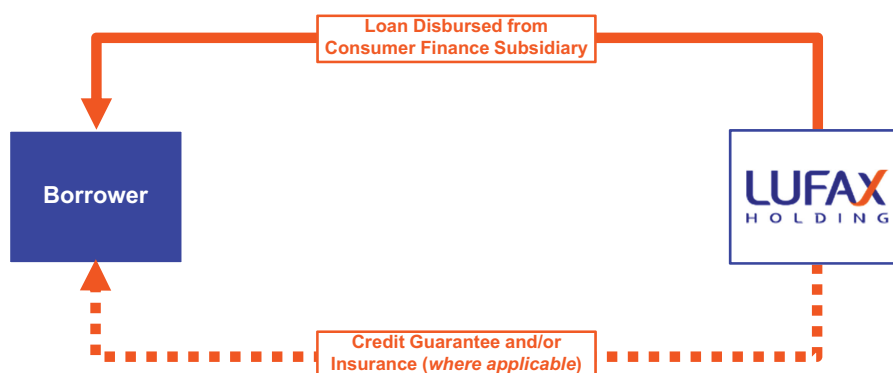 Loan Disbursed from
Consumer Finance Subsidiary
Borrower
LUFAX
HOLDING
Credit Guarantee and/or
Insurance (where applicable)